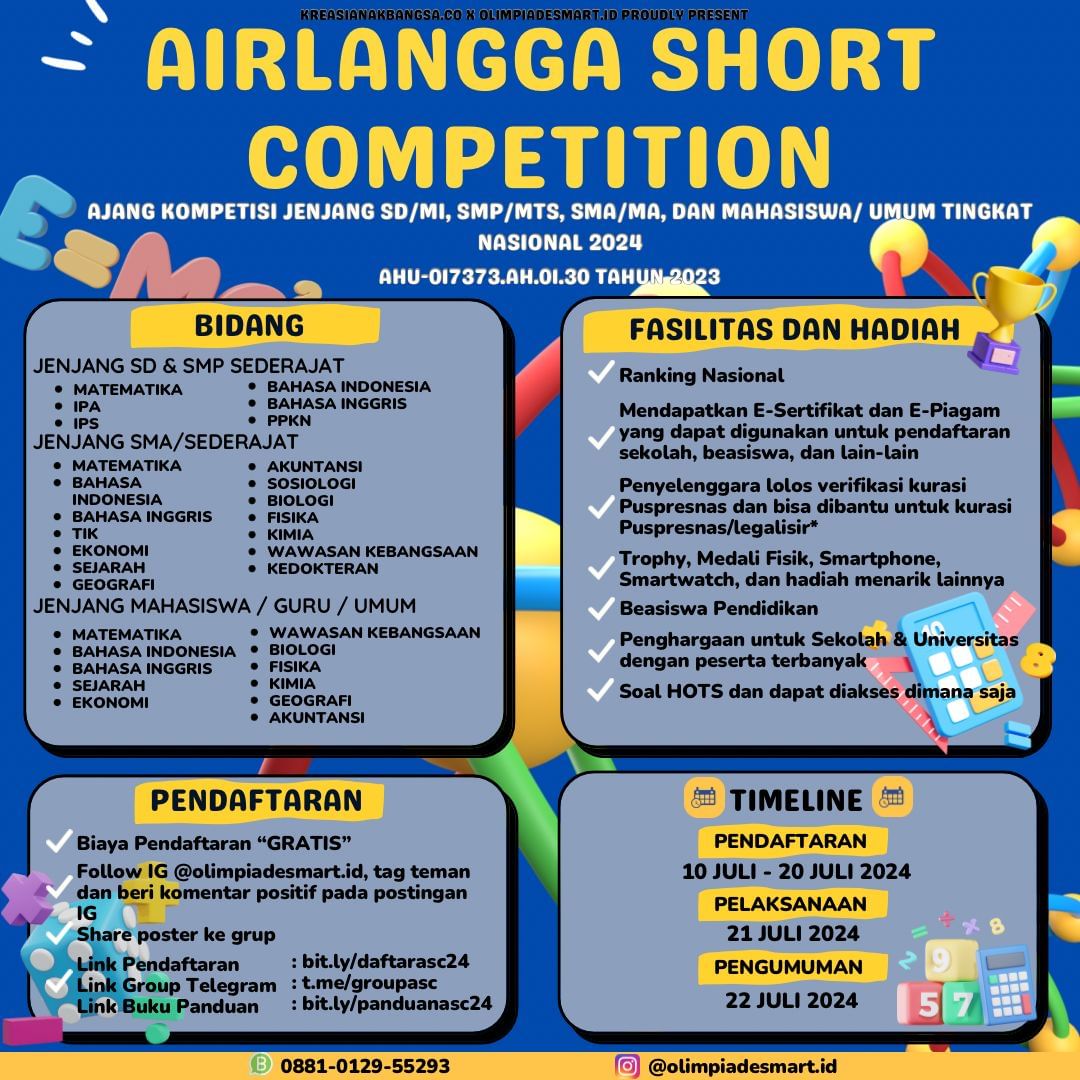 KREASIANAKBANGSA.CO X OLIMPIADESMART.ID PROUDLY PRESENT
AIRLANGGA SHORT
COMPETITION
AJANG KOMPETISI JENJANG SD/MI, SMP/MTS, SMA/MA, DAN MAHASISWA/ UMUM TINGKAT
NASIONAL 2024
AHU-017373.AH.01.30 TAHUN 2023
BIDANG
JENJANG SD & SMP SEDERAJAT
• MATEMATIKA
• IPA
• IPS
• BAHASA INDONESIA
• BAHASA INGGRIS
• PPKN
JENJANG SMA/SEDERAJAT
• MATEMATIKA
• BAHASA
INDONESIA
• BAHASA INGGRIS
• TIK
• EKONOMI
• SEJARAH
• GEOGRAFI
• AKUNTANSI
• SOSIOLOGI
• BIOLOGI
• FISIKA
• KIMIA
• WAWASAN KEBANGSAAN
• KEDOKTERAN
JENJANG MAHASISWA / GURU / UMUM
• MATEMATIKA
• BAHASA INDONESIA
• BAHASA INGGRIS
• SEJARAH
• EKONOMI
• WAWASAN KEBANGSAAN
• BIOLOGI
• FISIKA
• KIMIA
• GEOGRAFI
• AKUNTANSI
FASILITAS DAN HADIAH
Ranking Nasional
Mendapatkan E-Sertifikat dan E-Piagam
yang dapat digunakan untuk pendaftaran
sekolah, beasiswa, dan lain-lain
Penyelenggara lolos verifikasi kurasi
Puspresnas dan bisa dibantu untuk kurasi
Puspresnas/legalisir*
Trophy, Medali Fisik, Smartphone,
Smartwatch, dan hadiah menarik lainnya
Beasiswa Pendidikan
Penghargaan untuk Sekolah & Universitas
dengan peserta terbanyak
Soal HOTS dan dapat diakses dimana saja
PENDAFTARAN
Biaya Pendaftaran “GRATIS”
Follow IG @olimpiadesmart.id, tag teman
dan beri komentar positif pada postingan
IG
Share poster ke grup
Link Pendaftaran : bit.ly/daftarasc24
Link Group Telegram : t.me/groupasc
Link Buku Panduan : bit.ly/panduanasc24
TIMELINE
PENDAFTARAN
10 JULI - 20 JULI 2024
PELAKSANAAN
21 JULI 2024
PENGUMUMAN
22 JULI 2024
0881-0129-55293
@olimpiadesmart.id